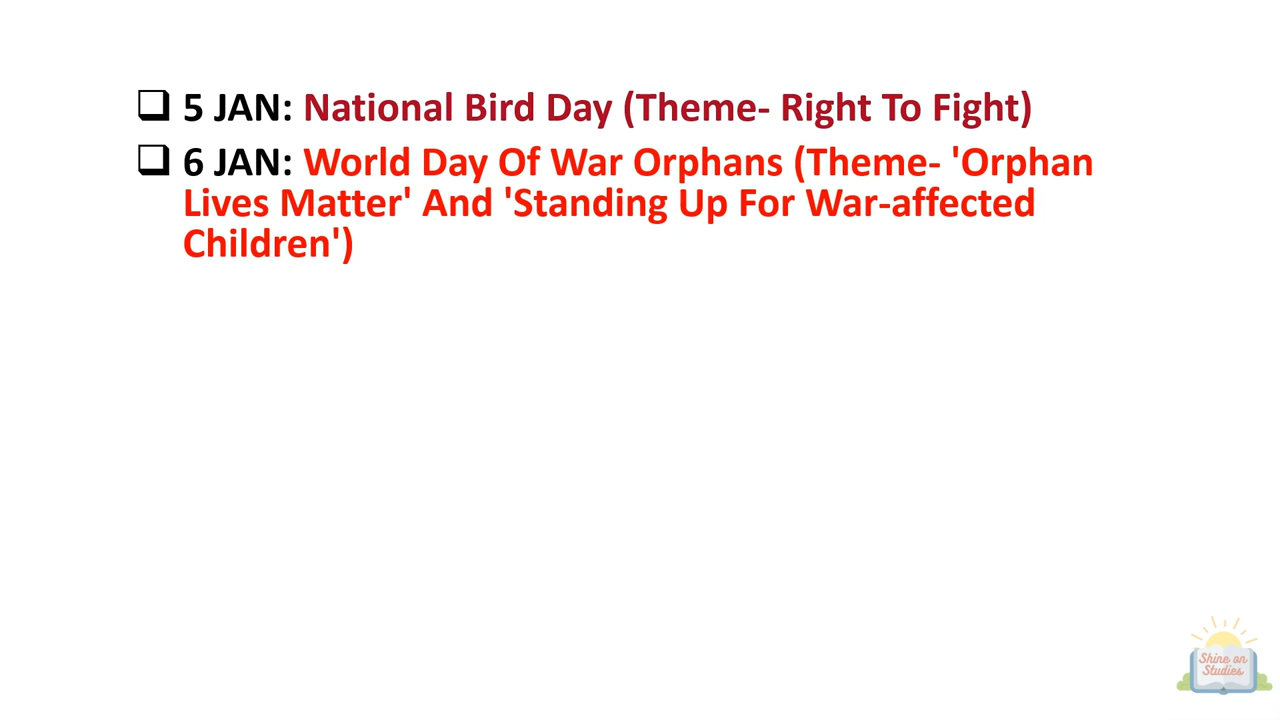 ❑ 5 JAN: National Bird Day (Theme- Right To Fight)
❑ 6 JAN: World Day Of War Orphans (Theme- 'Orphan
Lives Matter' And 'Standing Up For War-affected
Children')
Shine on
Studies